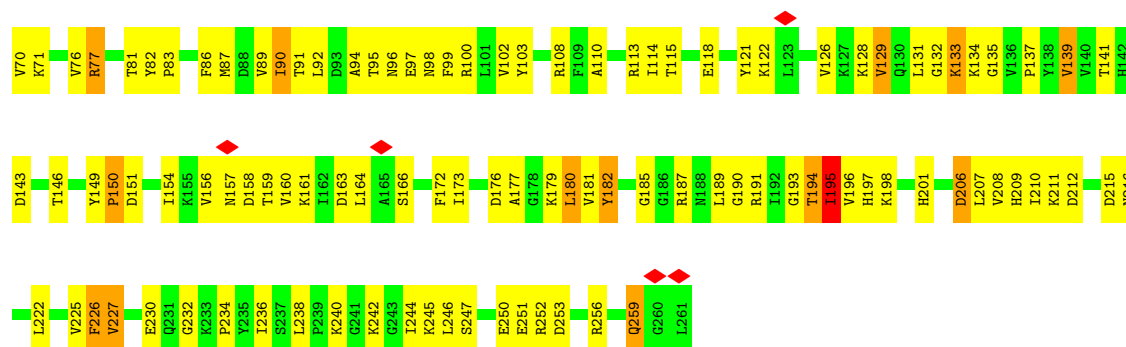 V70 K71 V76 R77 T81 Y82 P83 F86 M87 D88 V89 I90 T91 L92 D93 A94 T95 N96 E97 N98 F99 R100 L101 V102 Y103 R108 F109 A110 R113 I114 T115 E118 Y121 K122 L123 V126 K127 K128 V129 Q130 L131 G132 K133 K134 G135 V136 P137 Y138 V139 V140 T141 H142
D143 T146 Y149 P150 D151 I154 K155 V156 N157 D158 T159 V160 K161 I162 D163 L164 A165 S166 F172 I173 D176 A177 G178 K179 L180 V181 Y182 G185 G186 R187 N188 L189 G190 R191 I192 G193 T194 I195 V196 H197 K198 H201 D206 L207 V208 H209 I210 K211 D212 D215
L222 V225 F226 V227 E230 Q231 G232 K233 P234 Y235 I236 S237 L238 P239 K240 G241 K242 G243 I244 K245 L246 S247 E250 E251 R252 D253 R256 Q259 G260 L261